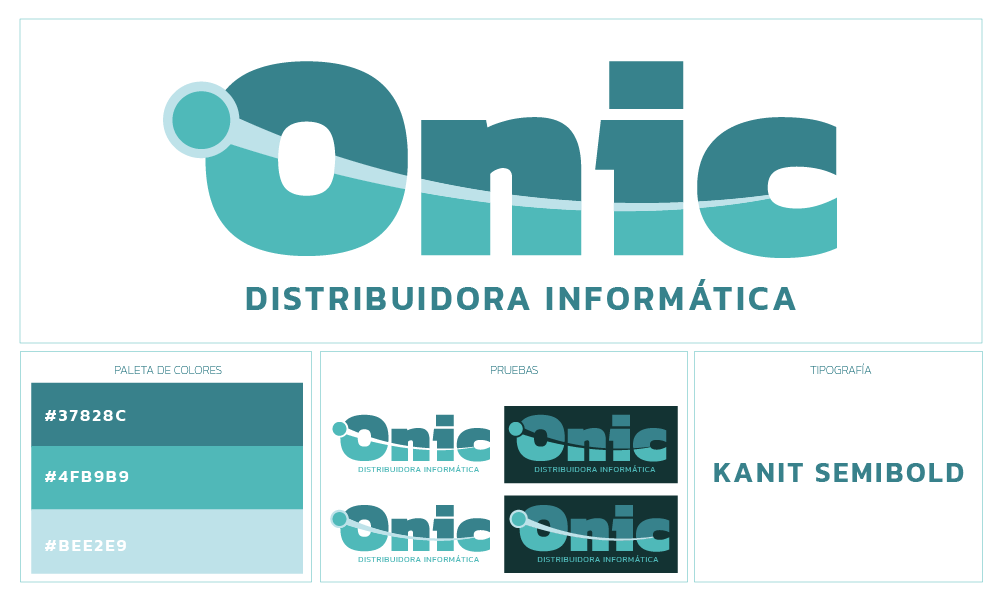 Onic
DISTRIBUIDORA INFORMÁTICA
PALETA DE COLORES
#37828C
#4FB9B9
#BEE2E9
PRUEBAS
Onic
DISTRIBUIDORA INFORMÁTICA
Onic
DISTRIBUIDORA INFORMÁTICA
Onic
DISTRIBUIDORA INFORMÁTICA
Onic
DISTRIBUIDORA INFORMÁTICA
TIPOGRAFÍA
KANIT SEMIBOLD